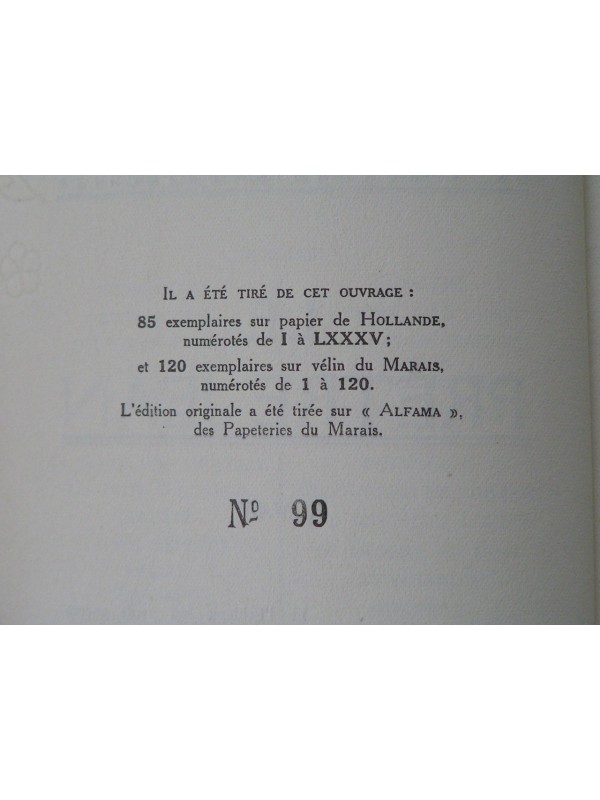 Il a été tiré de cet ouvrage :
85 exemplaires sur papier de Hollande,
numérotés de I à LXXXV ;
et 120 exemplaires sur vélin du Marais,
numérotés de 1 à 120.
L'édition originale a été tirée sur « Alfama »,
des Papeteries du Marais.
Nº 99